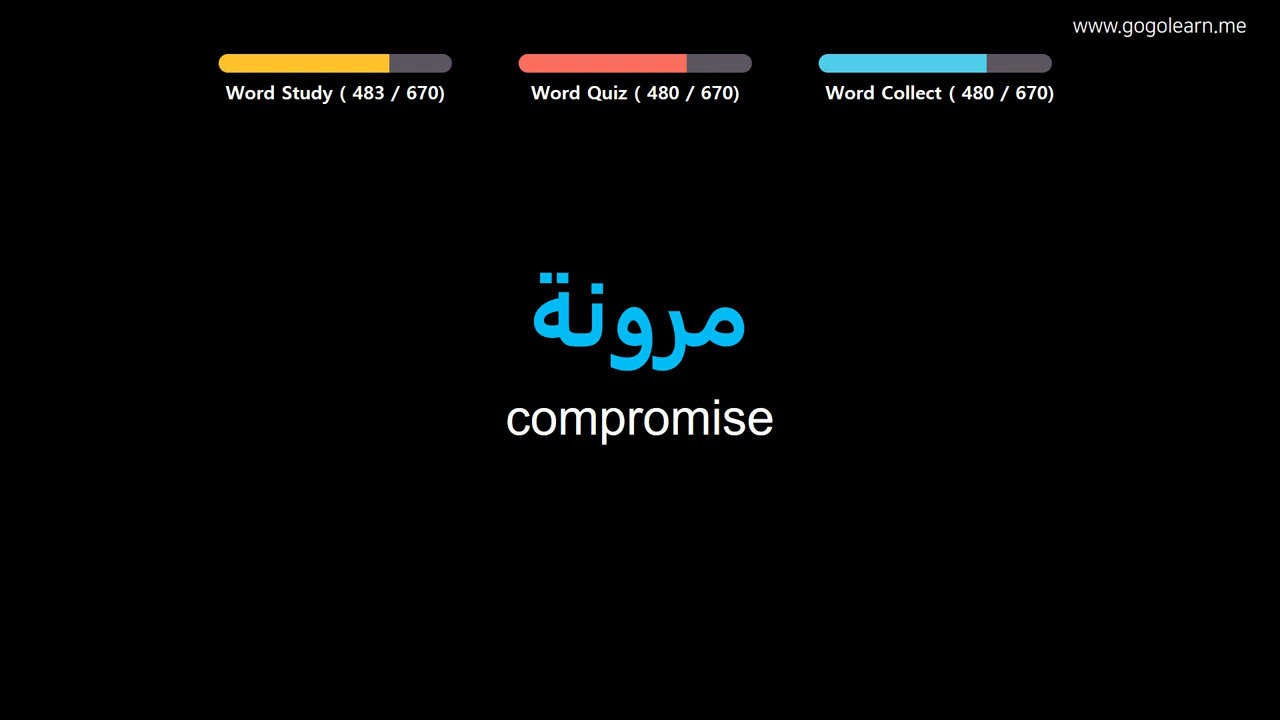 www.gogolearn.me
Word Study ( 483 / 670)
Word Quiz ( 480 / 670)
Word Collect ( 480 / 670)
مرونة
compromise